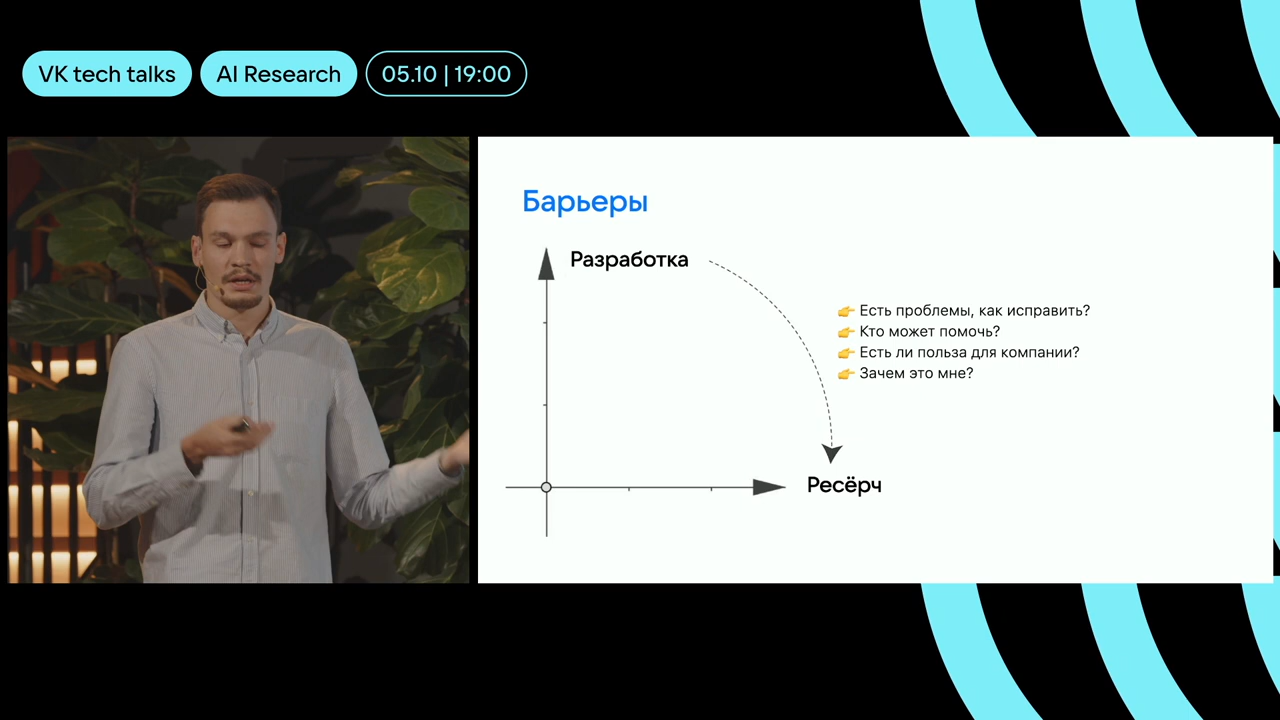 VK tech talks
AI Research
05.10 | 19:00
Барьеры
Разработка
👉 Есть проблемы, как исправить?
👉 Кто может помочь?
👉 Есть ли польза для компании?
👉 Зачем это мне?
Ресёрч